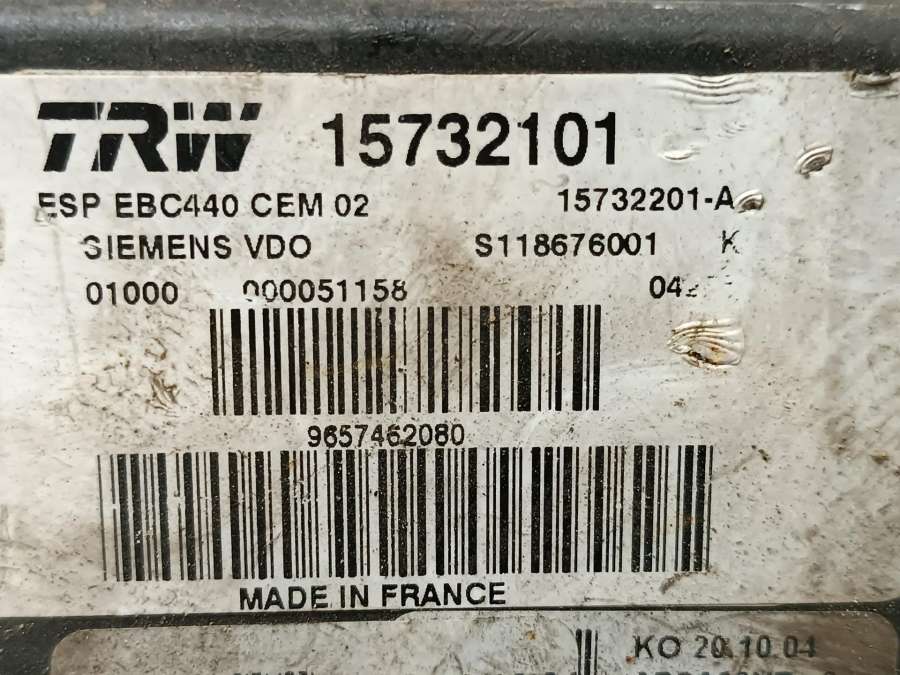 TRW 15732101
ESP EBC440 CEM 02 15732201-A
SIEMENS VDO S118676001 K
01000 000051158
9657462080
MADE IN FRANCE
KO 20.10.04